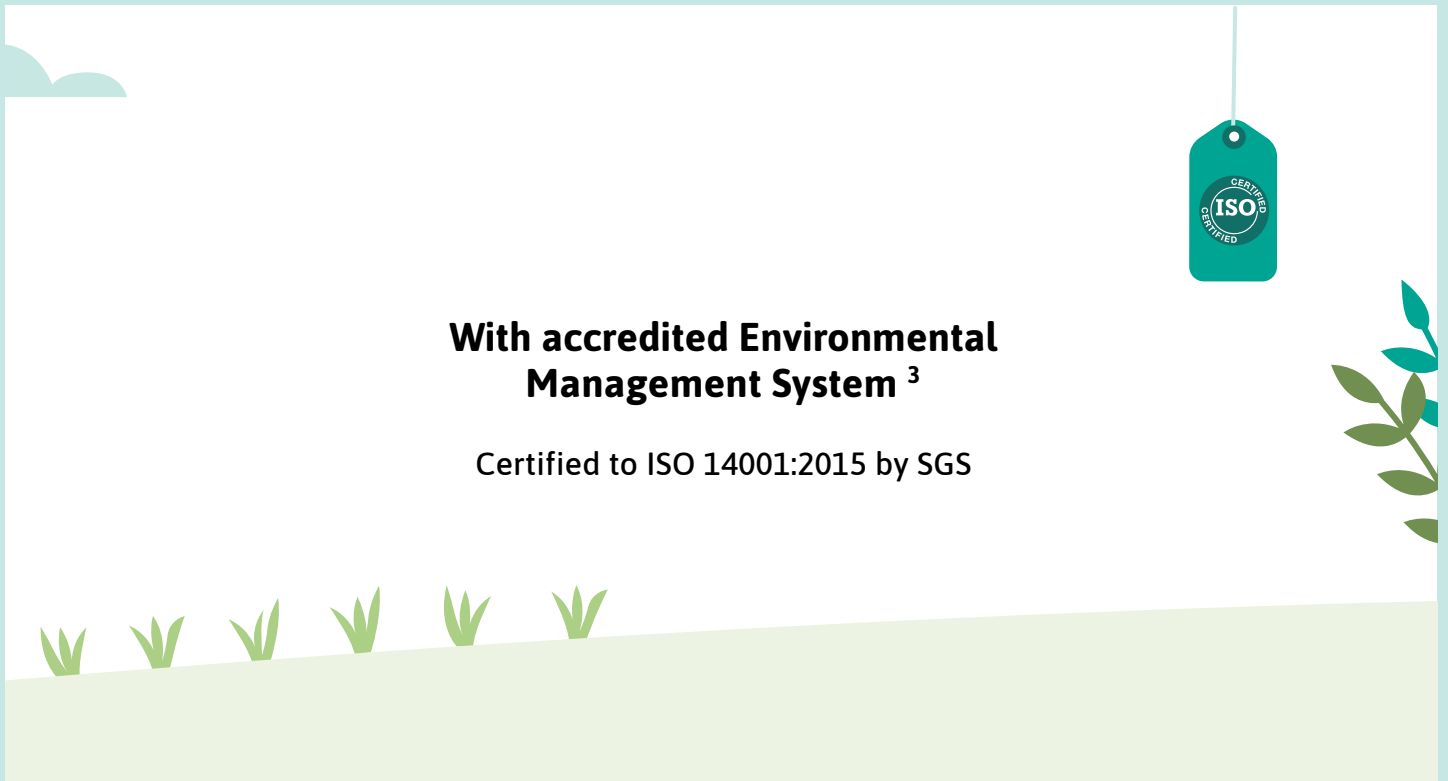 CERTIFIED
ISO
CERTIFIED
With accredited Environmental
Management System ³
Certified to ISO 14001:2015 by SGS